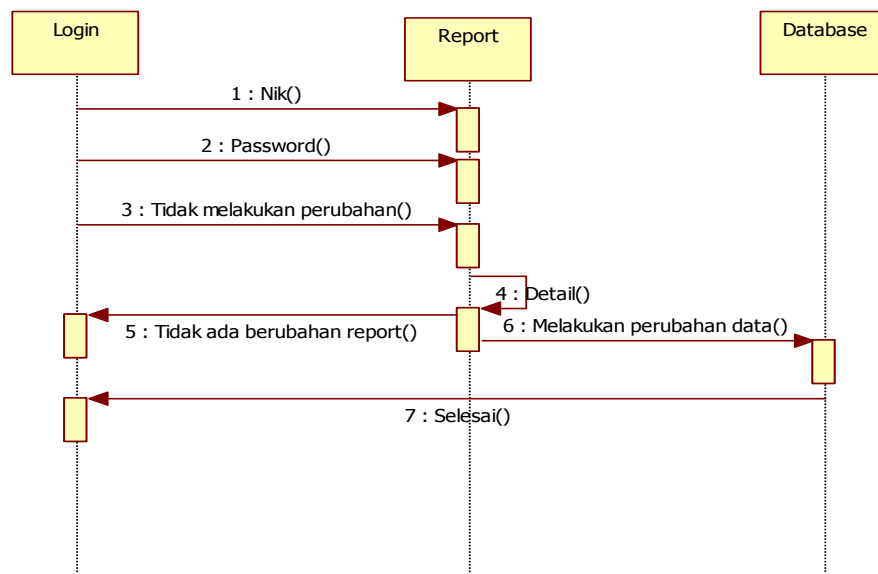 Login
Report
Database
1 : Nik()
2 : Password()
3 : Tidak melakukan perubahan()
4 : Detail()
5 : Tidak ada berubahan report()
6 : Melakukan perubahan data()
7 : Selesai()